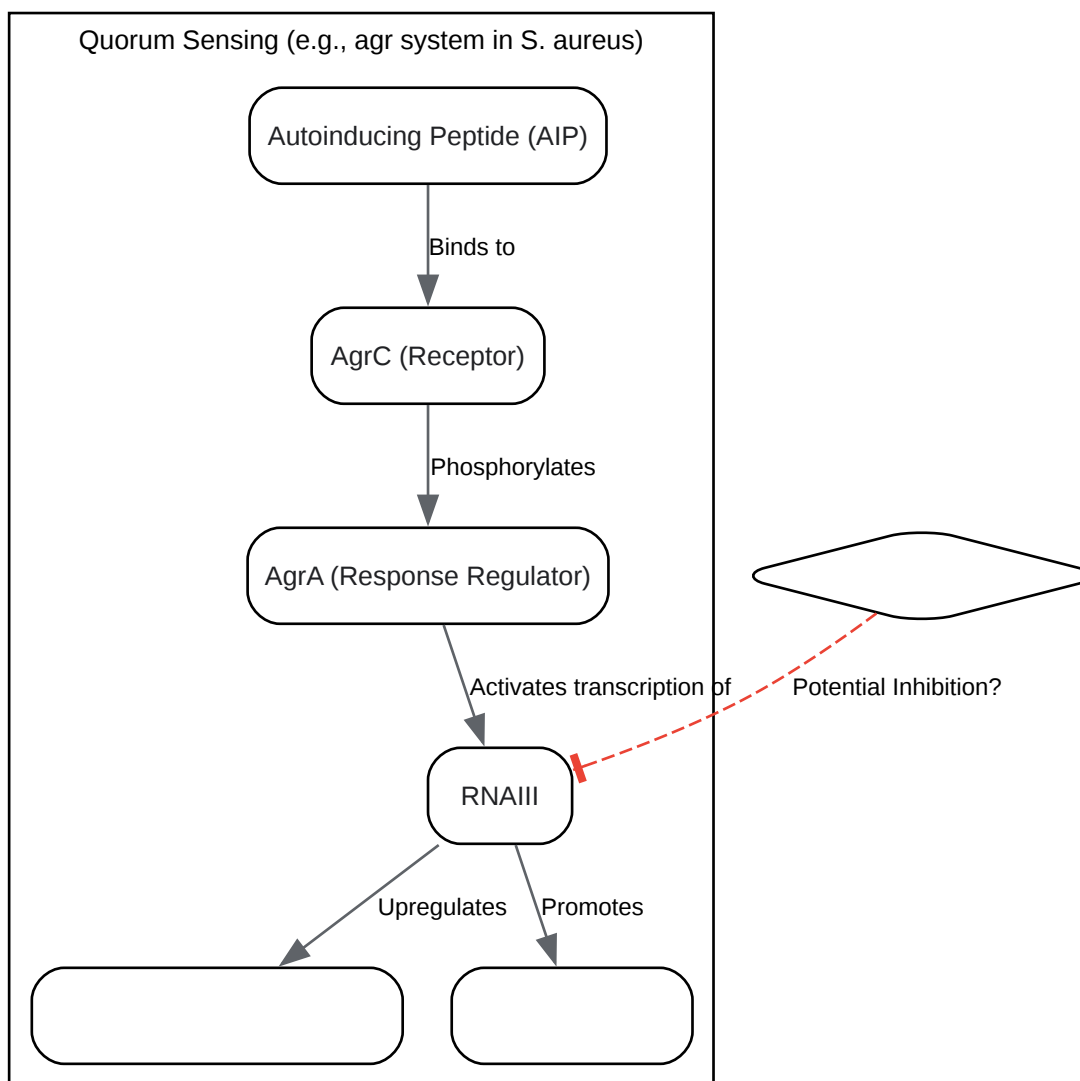 Quorum Sensing (e.g., agr system in S. aureus)
Autoinducing Peptide (AIP)
Binds to
AgrC (Receptor)
Phosphorylates
AgrA (Response Regulator)
Activates transcription of
Potential Inhibition?
RNAIII
Upregulates
Promotes